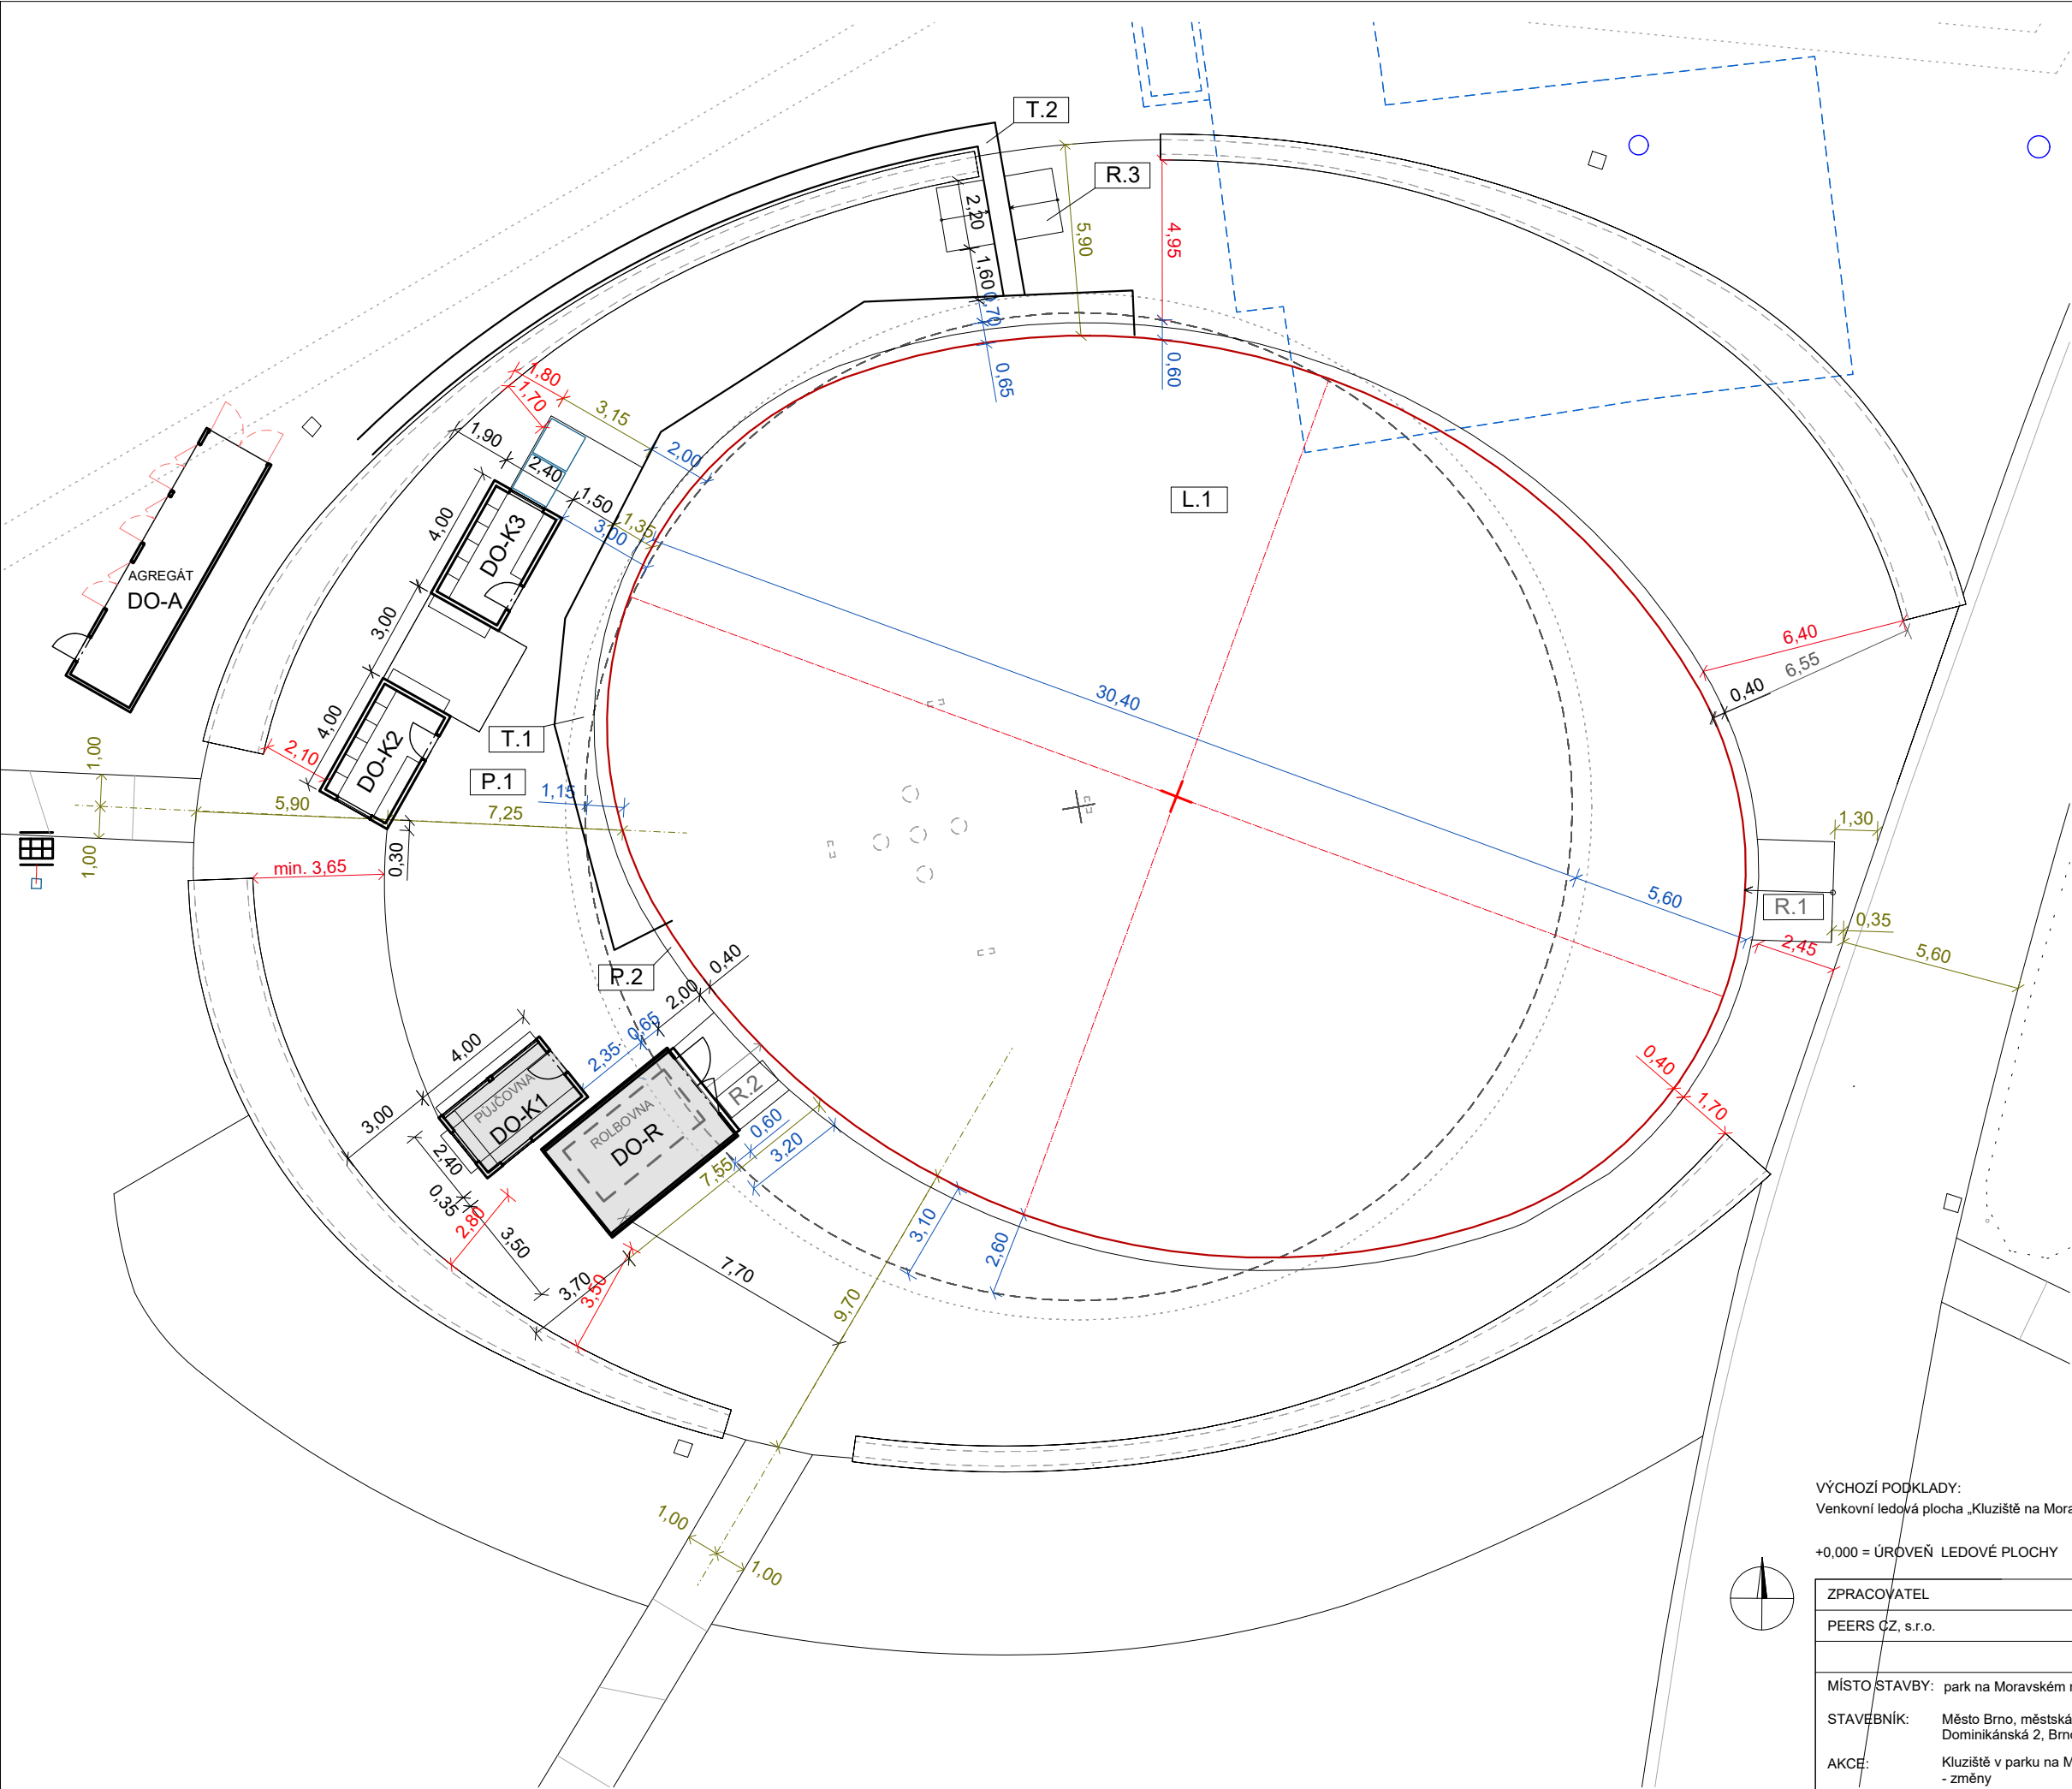 T.2
R.3
2,20
5,90
4,95
1,60
0,70
0,65
0,60
1,80
1,70
3,15
1,90
2,40
2,00
1,50
1,35
3,00
L.1
4,00
DO-K3
AGREGÁT
DO-A
3,00
6,40
6,55
0,40
30,40
4,00
DO-K2
2,10
T.1
P.1
1,00
5,90
7,25
1,15
1,00
0,30
min. 3,65
1,30
R.1
5,60
0,35
2,45
5,60
P.2
0,40
2,00
0,65
2,35
4,00
PŮJČOVNA
DO-K1
3,00
R.2
ROLBOVNA
DO-R
0,60
3,20
7,55
0,40
1,70
2,40
0,35
2,80
3,50
3,10
2,60
7,70
3,70
3,50
9,70
1,00
1,00
VÝCHOZÍ PODKLADY:
Venkovní ledová plocha „Kluziště na Mora
+0,000 = ÚROVEŇ LEDOVÉ PLOCHY
ZPRACOVATEL
PEERS CZ, s.r.o.
MÍSTO STAVBY: park na Moravském n
STAVEBNÍK: Město Brno, městská
Dominikánská 2, Brno
AKCE: Kluziště v parku na M
- změny